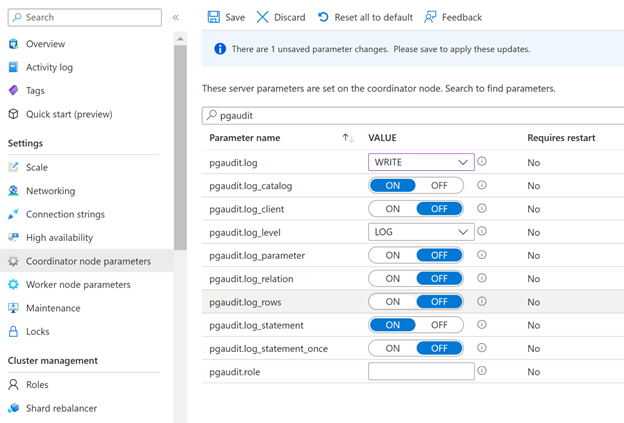 Search
«
Overview
Activity log
Tags
Quick start (preview)
Settings
Scale
Networking
Connection strings
High availability
Coordinator node parameters
Worker node parameters
Maintenance
Locks
Cluster management
Roles
Shard rebalancer
Save Discard Reset all to default Feedback
There are 1 unsaved parameter changes. Please save to apply these updates.
These server parameters are set on the coordinator node. Search to find parameters.
pgaudit
Parameter name ↑↓ VALUE Requires restart
pgaudit.log WRITE No
pgaudit.log_catalog ON OFF No
pgaudit.log_client ON OFF No
pgaudit.log_level LOG No
pgaudit.log_parameter ON OFF No
pgaudit.log_relation ON OFF No
pgaudit.log_rows ON OFF No
pgaudit.log_statement ON OFF No
pgaudit.log_statement_once ON OFF No
pgaudit.role No